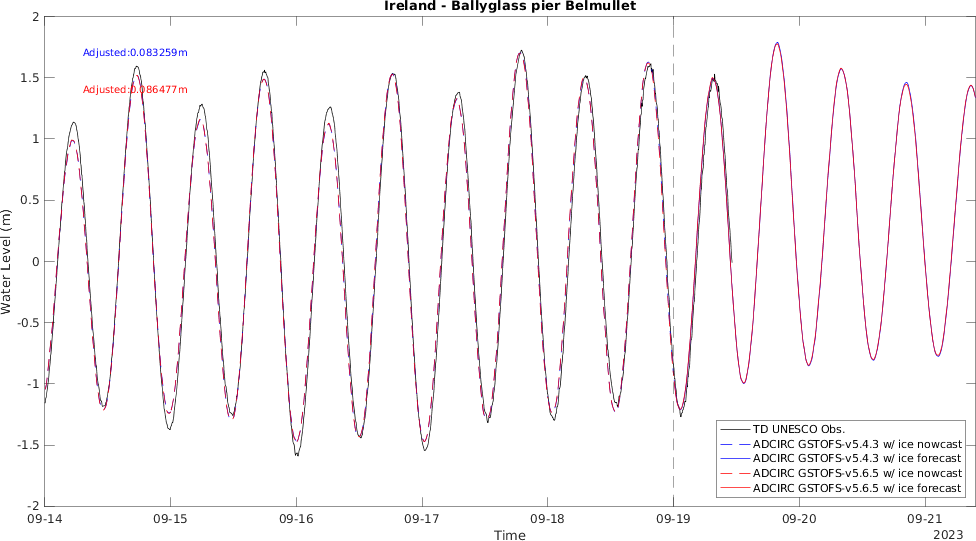 Ireland - Ballyglass pier Belmullet
2
Adjusted:0.083259m
1.5
Adjusted:0.086477m
1
0.5
0
-0.5
-1
-1.5
-2
Water Level (m)
TD UNESCO Obs.
ADCIRC GSTOFS-v5.4.3 w/ ice nowcast
ADCIRC GSTOFS-v5.4.3 w/ ice forecast
ADCIRC GSTOFS-v5.6.5 w/ ice nowcast
ADCIRC GSTOFS-v5.6.5 w/ ice forecast
09-14 09-15 09-16 09-17 09-18 09-19 09-20 09-21
Time
2023